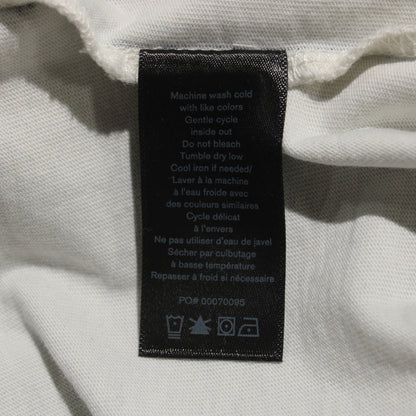 Machine wash cold
with like colors
Gentle cycle
inside out
Do not bleach
Tumble dry low
Cool iron if needed/
Laver à la machine
à l'eau froide avec
des couleurs similaires
Cycle délicat
à l'envers
Ne pas utiliser d'eau de javel
Sécher par culbutage
à basse température
Repasser à froid si nécessaire
PO# 00070095